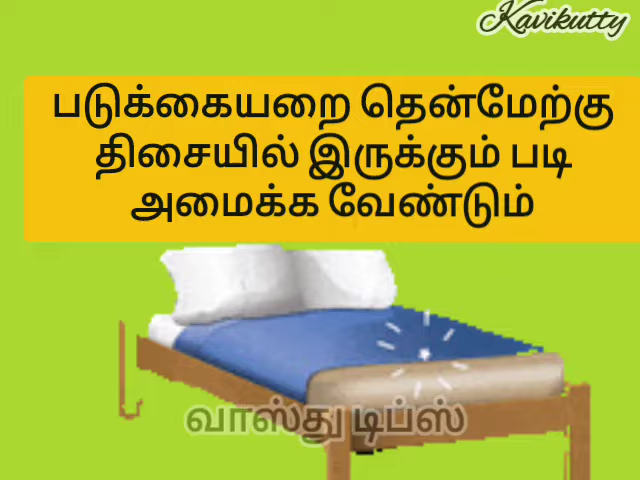 Kavikutty
படுக்கையறை தென்மேற்கு
திசையில் இருக்கும் படி
அமைக்க வேண்டும்
வாஸ்து டிப்ஸ்